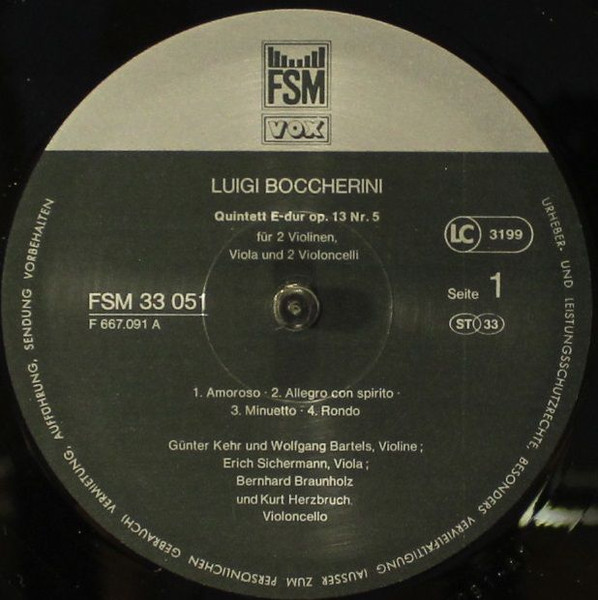 FSM
VOX
LUIGI BOCCHERINI
Quintett E-dur op. 13 Nr. 5
für 2 Violinen,
Viola und 2 Violoncelli
LC 3199
FSM 33 051
F 667.091 A
Seite 1
ST 33
1. Amoroso · 2. Allegro con spirito ·
3. Minuetto · 4. Rondo
Günter Kehr und Wolfgang Bartels, Violine;
Erich Sichermann, Viola;
Bernhard Braunholz
und Kurt Herzbruch,
Violoncello
URHEBER- UND LEISTUNGSSCHUTZRECHTE, BESONDERS VERVIELFÄLTIGUNG (AUSSER ZUM PERSÖNLICHEN GEBRAUCH) VERMIETUNG, AUFFÜHRUNG, SENDUNG VORBEHALTEN